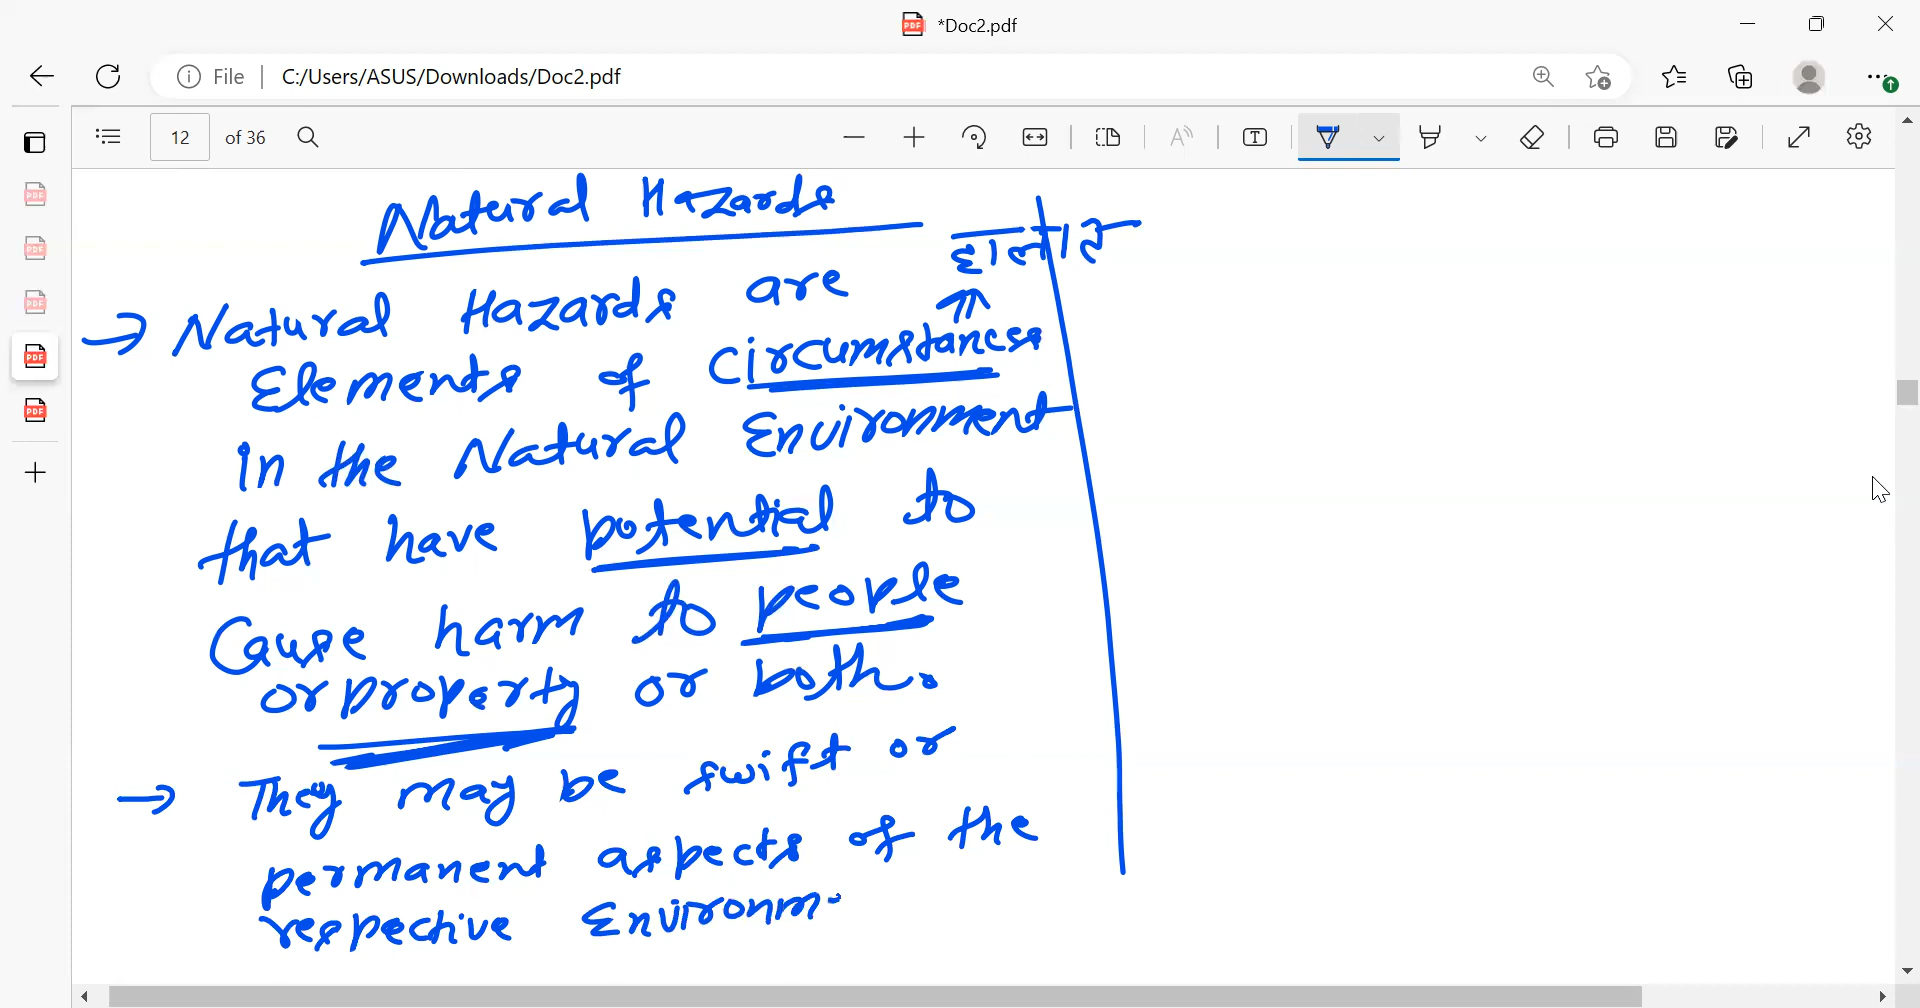 *Doc2.pdf
File
C:/Users/ASUS/Downloads/Doc2.pdf
12 of 36
Natural Hazards
हालात
→ Natural Hazards are
Elements of circumstances
in the Natural Environment
that have potential to
Cause harm to people
or property or both.
→ They may be swift or
permanent aspects of the
respective Environm.